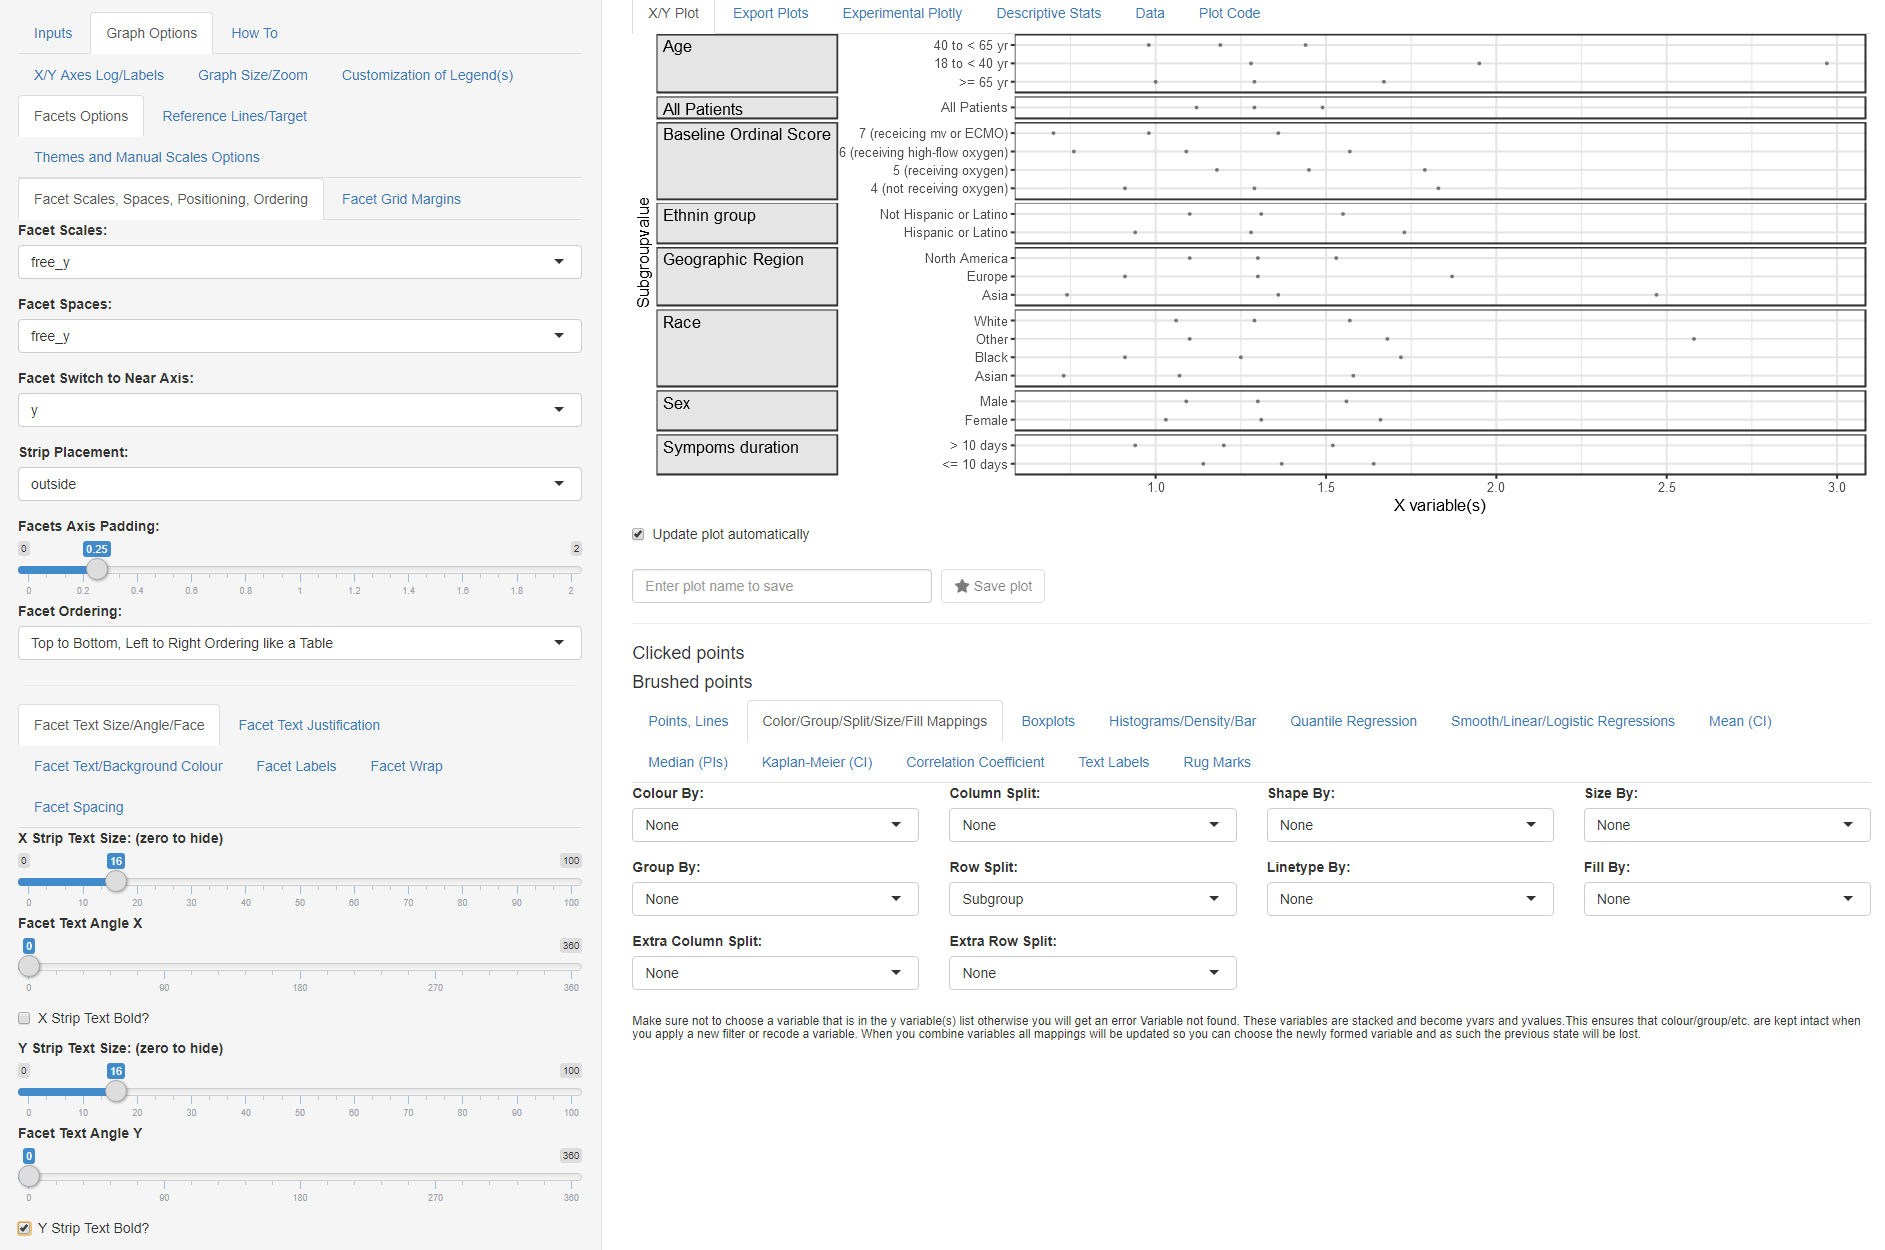 Inputs
Graph Options
How To
X/Y Axes Log/Labels
Graph Size/Zoom
Customization of Legend(s)
Facets Options
Reference Lines/Target
Themes and Manual Scales Options
Facet Scales, Spaces, Positioning, Ordering
Facet Grid Margins
Facet Scales:
free_y
Facet Spaces:
free_y
Facet Switch to Near Axis:
y
Strip Placement:
outside
Facets Axis Padding:
0 0.25 2
0 0.2 0.4 0.6 0.8 1 1.2 1.4 1.6 1.8 2
Facet Ordering:
Top to Bottom, Left to Right Ordering like a Table
Facet Text Size/Angle/Face
Facet Text Justification
Facet Text/Background Colour
Facet Labels
Facet Wrap
Facet Spacing
X Strip Text Size: (zero to hide)
0 16 100
0 10 20 30 40 50 60 70 80 90 100
Facet Text Angle X
0 360
0 90 180 270 360
X Strip Text Bold?
Y Strip Text Size: (zero to hide)
0 16 100
0 10 20 30 40 50 60 70 80 90 100
Facet Text Angle Y
0 360
0 90 180 270 360
Y Strip Text Bold?
X/Y Plot
Export Plots
Experimental Plotly
Descriptive Stats
Data
Plot Code
Subgroupvalue
Age
40 to < 65 yr
18 to < 40 yr
>= 65 yr
All Patients
All Patients
Baseline Ordinal Score
7 (receicing mv or ECMO)
6 (receiving high-flow oxygen)
5 (receiving oxygen)
4 (not receiving oxygen)
Ethnin group
Not Hispanic or Latino
Hispanic or Latino
Geographic Region
North America
Europe
Asia
Race
White
Other
Black
Asian
Sex
Male
Female
Sympoms duration
> 10 days
<= 10 days
1.0 1.5 2.0 2.5 3.0
X variable(s)
Update plot automatically
Enter plot name to save
Save plot
Clicked points
Brushed points
Points, Lines
Color/Group/Split/Size/Fill Mappings
Boxplots
Histograms/Density/Bar
Quantile Regression
Smooth/Linear/Logistic Regressions
Mean (CI)
Median (PIs)
Kaplan-Meier (CI)
Correlation Coefficient
Text Labels
Rug Marks
Colour By:
None
Column Split:
None
Shape By:
None
Size By:
None
Group By:
None
Row Split:
Subgroup
Linetype By:
None
Fill By:
None
Extra Column Split:
None
Extra Row Split:
None
Make sure not to choose a variable that is in the y variable(s) list otherwise you will get an error Variable not found. These variables are stacked and become yvars and yvalues.This ensures that colour/group/etc. are kept intact when
you apply a new filter or recode a variable. When you combine variables all mappings will be updated so you can choose the newly formed variable and as such the previous state will be lost.